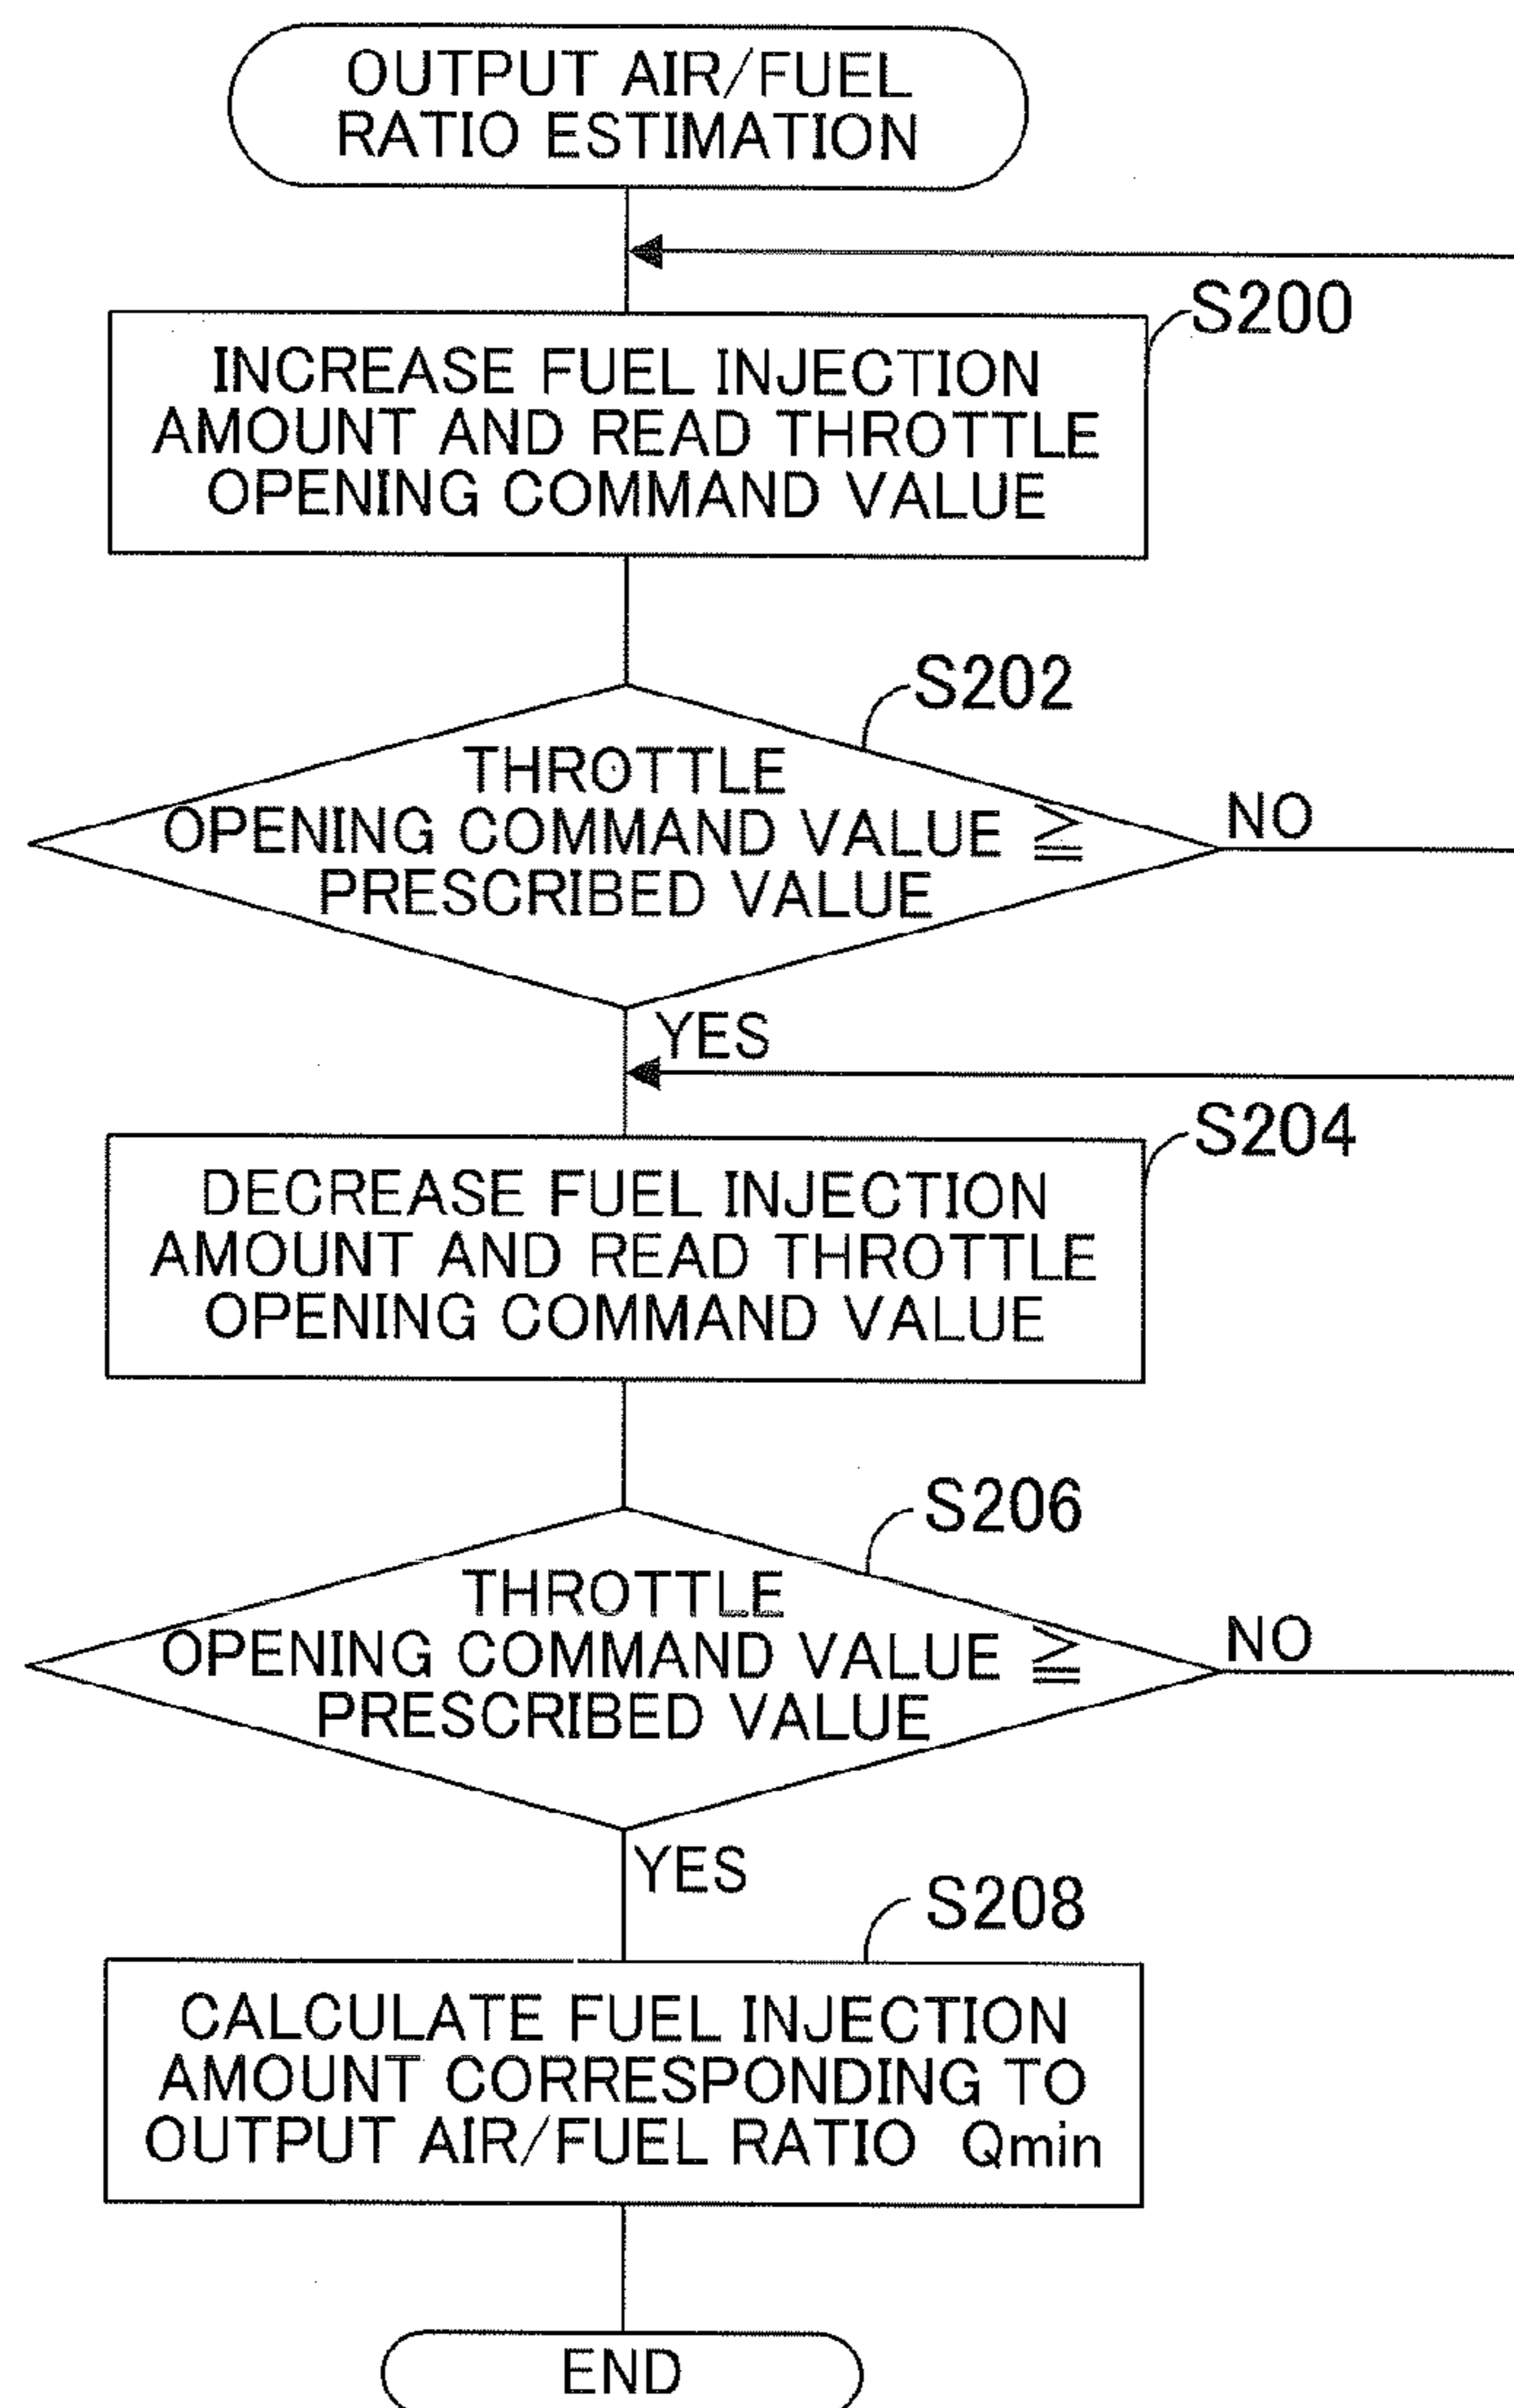 OUTPUT AIR/FUEL
RATIO ESTIMATION
S200
INCREASE FUEL INJECTION
AMOUNT AND READ THROTTLE
OPENING COMMAND VALUE
S202
THROTTLE
OPENING COMMAND VALUE ≧
PRESCRIBED VALUE
NO
YES
S204
DECREASE FUEL INJECTION
AMOUNT AND READ THROTTLE
OPENING COMMAND VALUE
S206
THROTTLE
OPENING COMMAND VALUE ≧
PRESCRIBED VALUE
NO
YES
S208
CALCULATE FUEL INJECTION
AMOUNT CORRESPONDING TO
OUTPUT AIR/FUEL RATIO Qmin
END